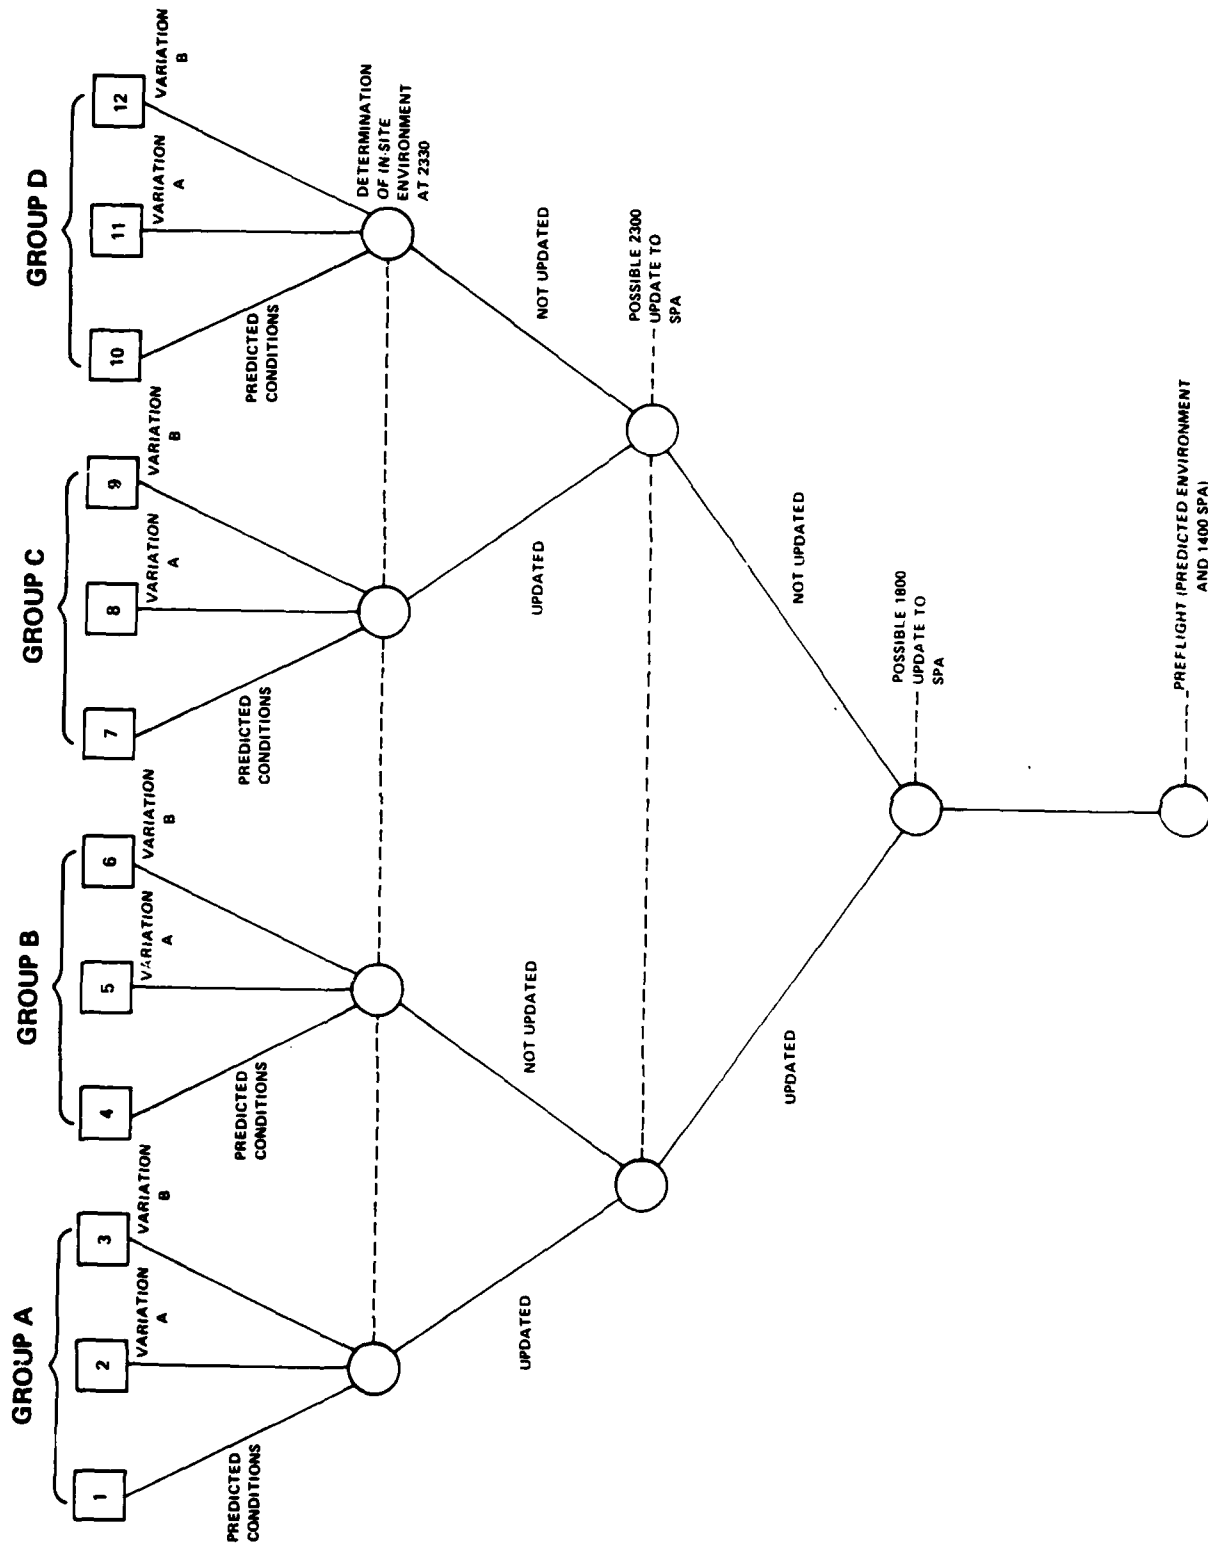 GROUP A
GROUP B
GROUP C
GROUP D
1
2
3
4
5
6
7
8
9
10
11
12
PREDICTED
CONDITIONS
VARIATION
A
VARIATION
B
PREDICTED
CONDITIONS
VARIATION
A
VARIATION
B
PREDICTED
CONDITIONS
VARIATION
A
VARIATION
B
PREDICTED
CONDITIONS
VARIATION
A
VARIATION
B
DETERMINATION
OF IN-SITE
ENVIRONMENT
AT 2330
UPDATED
NOT UPDATED
UPDATED
NOT UPDATED
POSSIBLE 2300
UPDATE TO
SPA
UPDATED
NOT UPDATED
POSSIBLE 1800
UPDATE TO
SPA
PREFLIGHT (PREDICTED ENVIRONMENT
AND 1400 SPA)